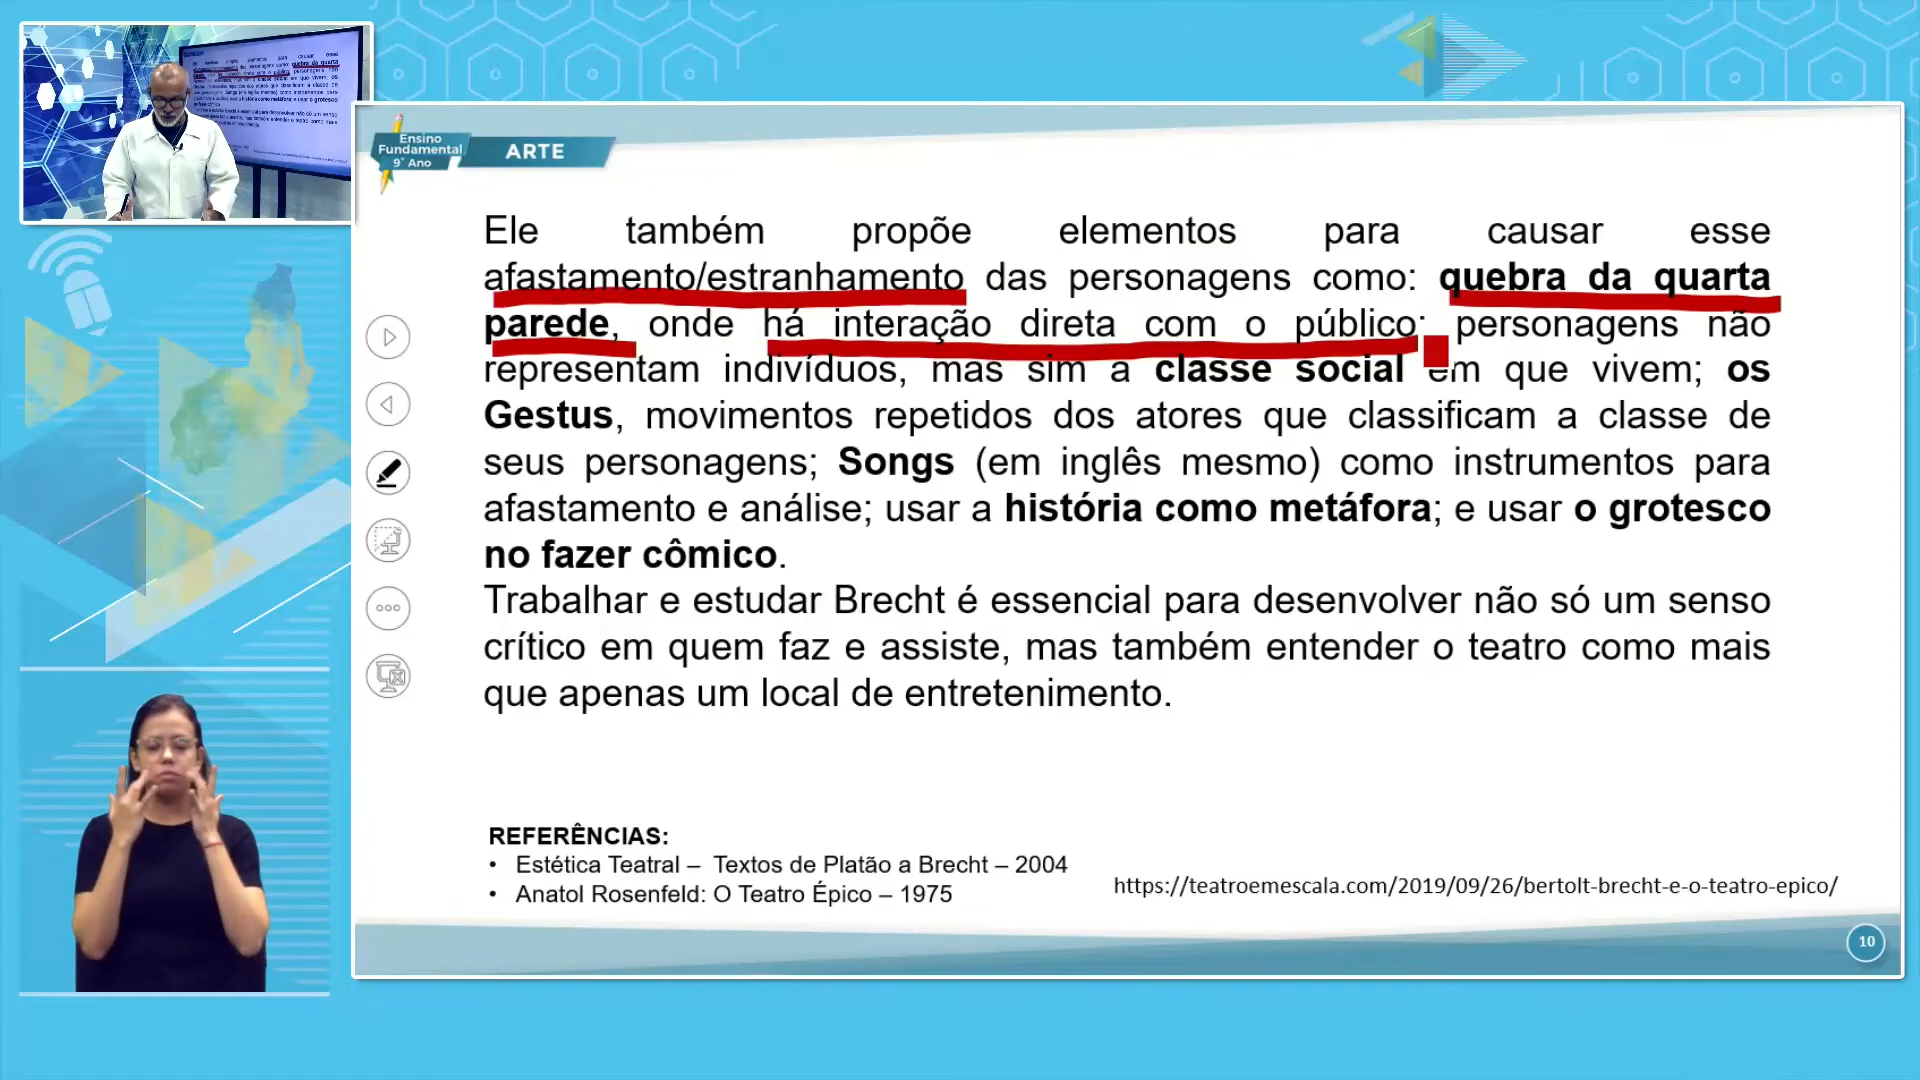 Ensino
Fundamental
9° Ano
ARTE
Ele também propõe elementos para causar esse
afastamento/estranhamento das personagens como: quebra da quarta
parede, onde há interação direta com o público; personagens não
representam indivíduos, mas sim a classe social em que vivem; os
Gestus, movimentos repetidos dos atores que classificam a classe de
seus personagens; Songs (em inglês mesmo) como instrumentos para
afastamento e análise; usar a história como metáfora; e usar o grotesco
no fazer cômico.
Trabalhar e estudar Brecht é essencial para desenvolver não só um senso
crítico em quem faz e assiste, mas também entender o teatro como mais
que apenas um local de entretenimento.
REFERÊNCIAS:
• Estética Teatral – Textos de Platão a Brecht – 2004
• Anatol Rosenfeld: O Teatro Épico – 1975
https://teatroemescala.com/2019/09/26/bertolt-brecht-e-o-teatro-epico/
10